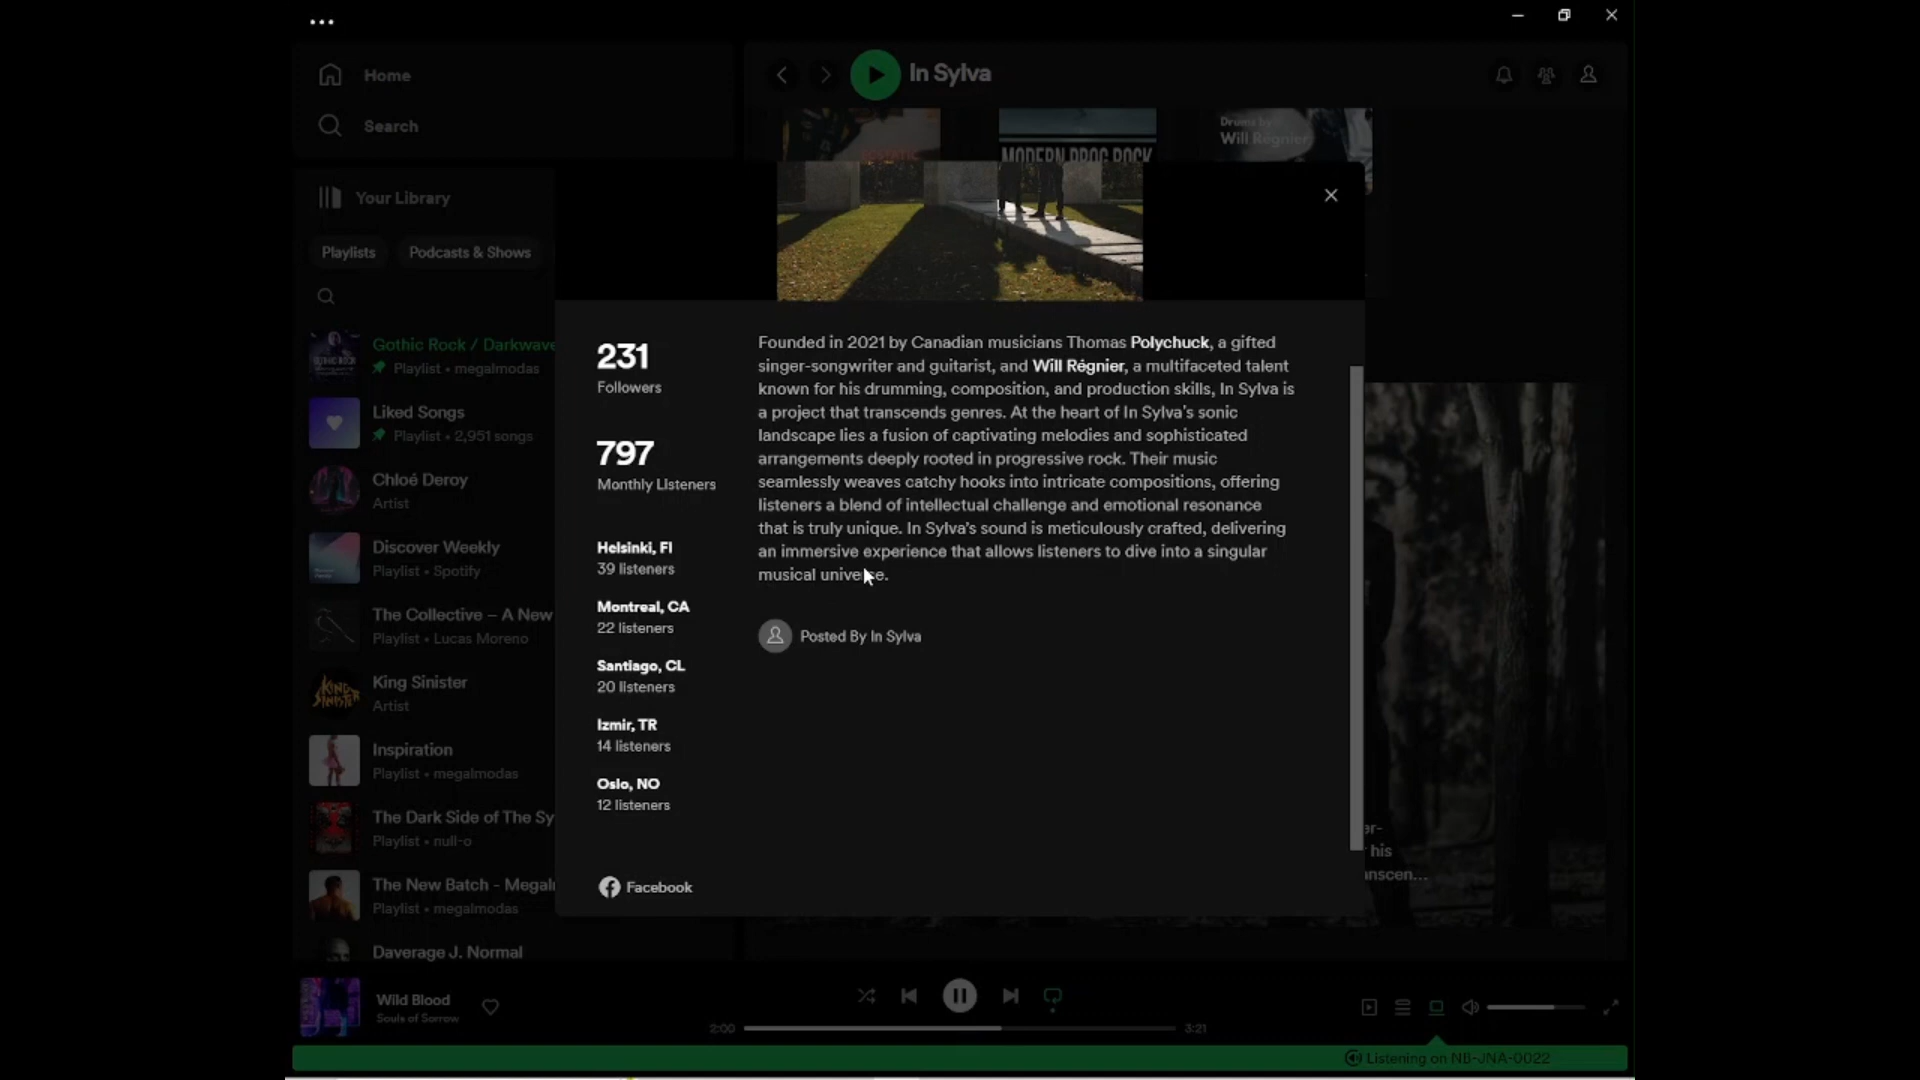 Home
Search
Your Library
Playlists
Podcasts & Shows
Gothic Rock / Darkwave
Playlist • megalmodas
Liked Songs
Playlist • 2,951 songs
Chloé Deroy
Artist
Discover Weekly
Playlist • Spotify
The Collective – A New
Playlist • Lucas Moreno
King Sinister
Artist
Inspiration
Playlist • megalmodas
The Dark Side of The Sy
Playlist • null-o
The New Batch - Megal
Playlist • megalmodas
Daverage J. Normal
In Sylva
MODERN PROG ROCK
Drums by
Will Régnier
231
Followers
797
Monthly Listeners
Helsinki, FI
39 listeners
Montreal, CA
22 listeners
Santiago, CL
20 listeners
Izmir, TR
14 listeners
Oslo, NO
12 listeners
Facebook
Founded in 2021 by Canadian musicians Thomas Polychuck, a gifted
singer-songwriter and guitarist, and Will Régnier, a multifaceted talent
known for his drumming, composition, and production skills, In Sylva is
a project that transcends genres. At the heart of In Sylva's sonic
landscape lies a fusion of captivating melodies and sophisticated
arrangements deeply rooted in progressive rock. Their music
seamlessly weaves catchy hooks into intricate compositions, offering
listeners a blend of intellectual challenge and emotional resonance
that is truly unique. In Sylva's sound is meticulously crafted, delivering
an immersive experience that allows listeners to dive into a singular
musical universe.
Posted By In Sylva
er-
his
anscen...
Wild Blood
Souls of Sorrow
2:00
3:21
Listening on NB-JNA-0022